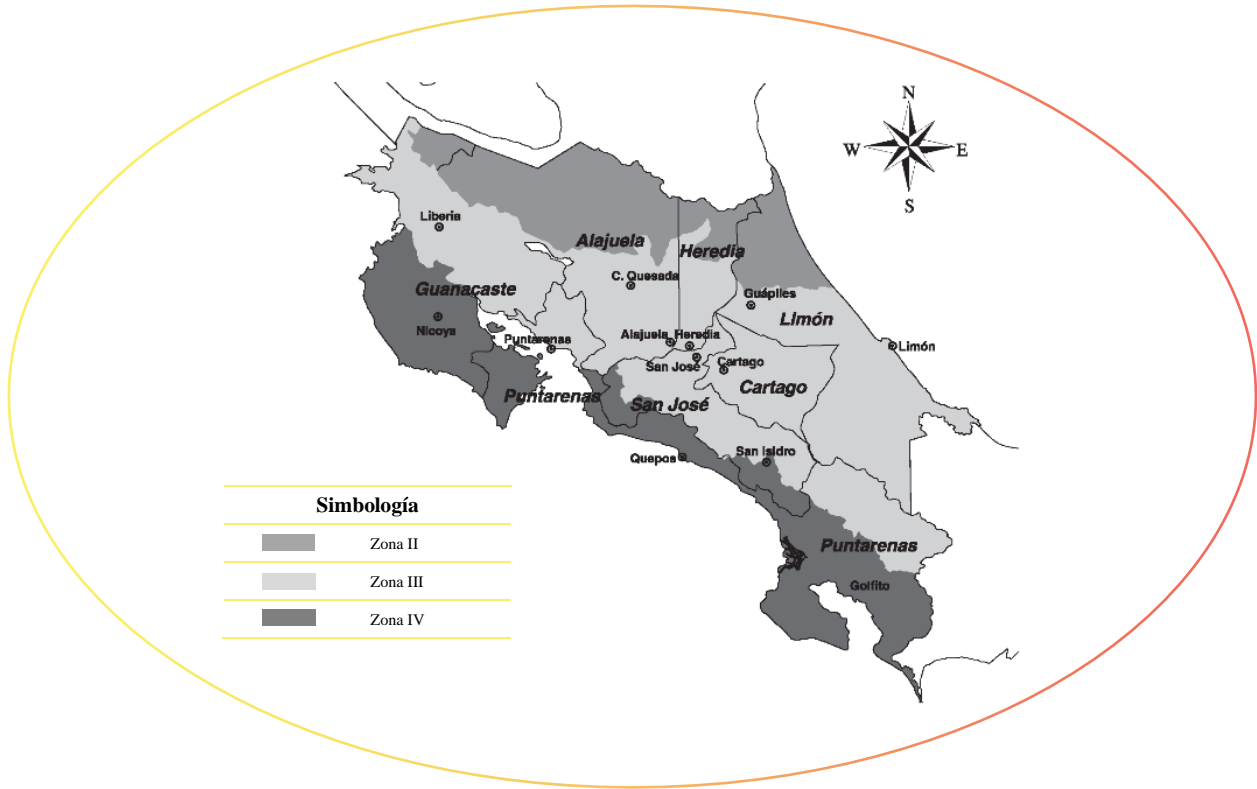 N
W E
S
Liberia
Alajuela
Heredia
C. Quesada
Guanacaste
Guápiles
Limón
Nicoya
Puntarenas
Alajuela Heredia
Limón
San José
Cartago
Cartago
Puntarenas
San José
Quepos
San Isidro
Puntarenas
Golfito
Simbología
Zona II
Zona III
Zona IV